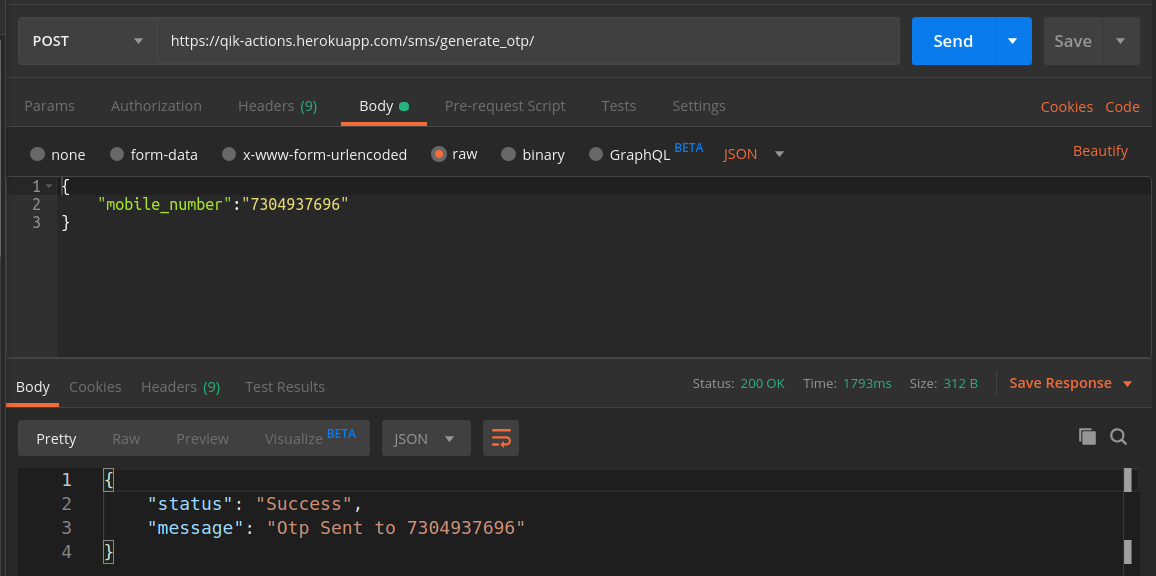 POST https://qik-actions.herokuapp.com/sms/generate_otp/ Send Save
Params Authorization Headers (9) Body Pre-request Script Tests Settings Cookies Code
none form-data x-www-form-urlencoded raw binary GraphQL BETA JSON Beautify
1 {
2 "mobile_number":"7304937696"
3 }
Body Cookies Headers (9) Test Results Status: 200 OK Time: 1793ms Size: 312 B Save Response
Pretty Raw Preview Visualize BETA JSON
1 {
2 "status": "Success",
3 "message": "Otp Sent to 7304937696"
4 }